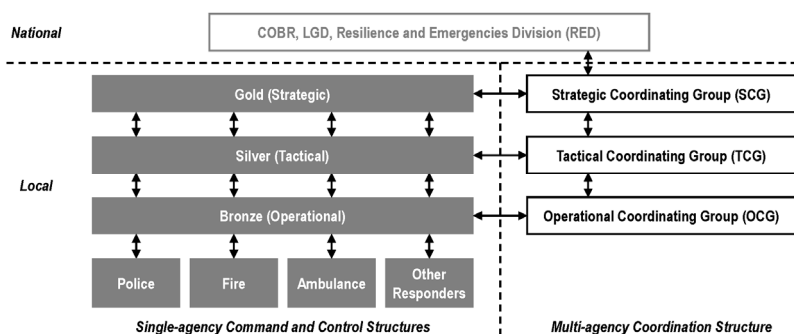 National
COBR, LGD, Resilience and Emergencies Division (RED)
Gold (Strategic)
Strategic Coordinating Group (SCG)
Silver (Tactical)
Tactical Coordinating Group (TCG)
Local
Bronze (Operational)
Operational Coordinating Group (OCG)
Police
Fire
Ambulance
Other
Responders
Single-agency Command and Control Structures
Multi-agency Coordination Structure